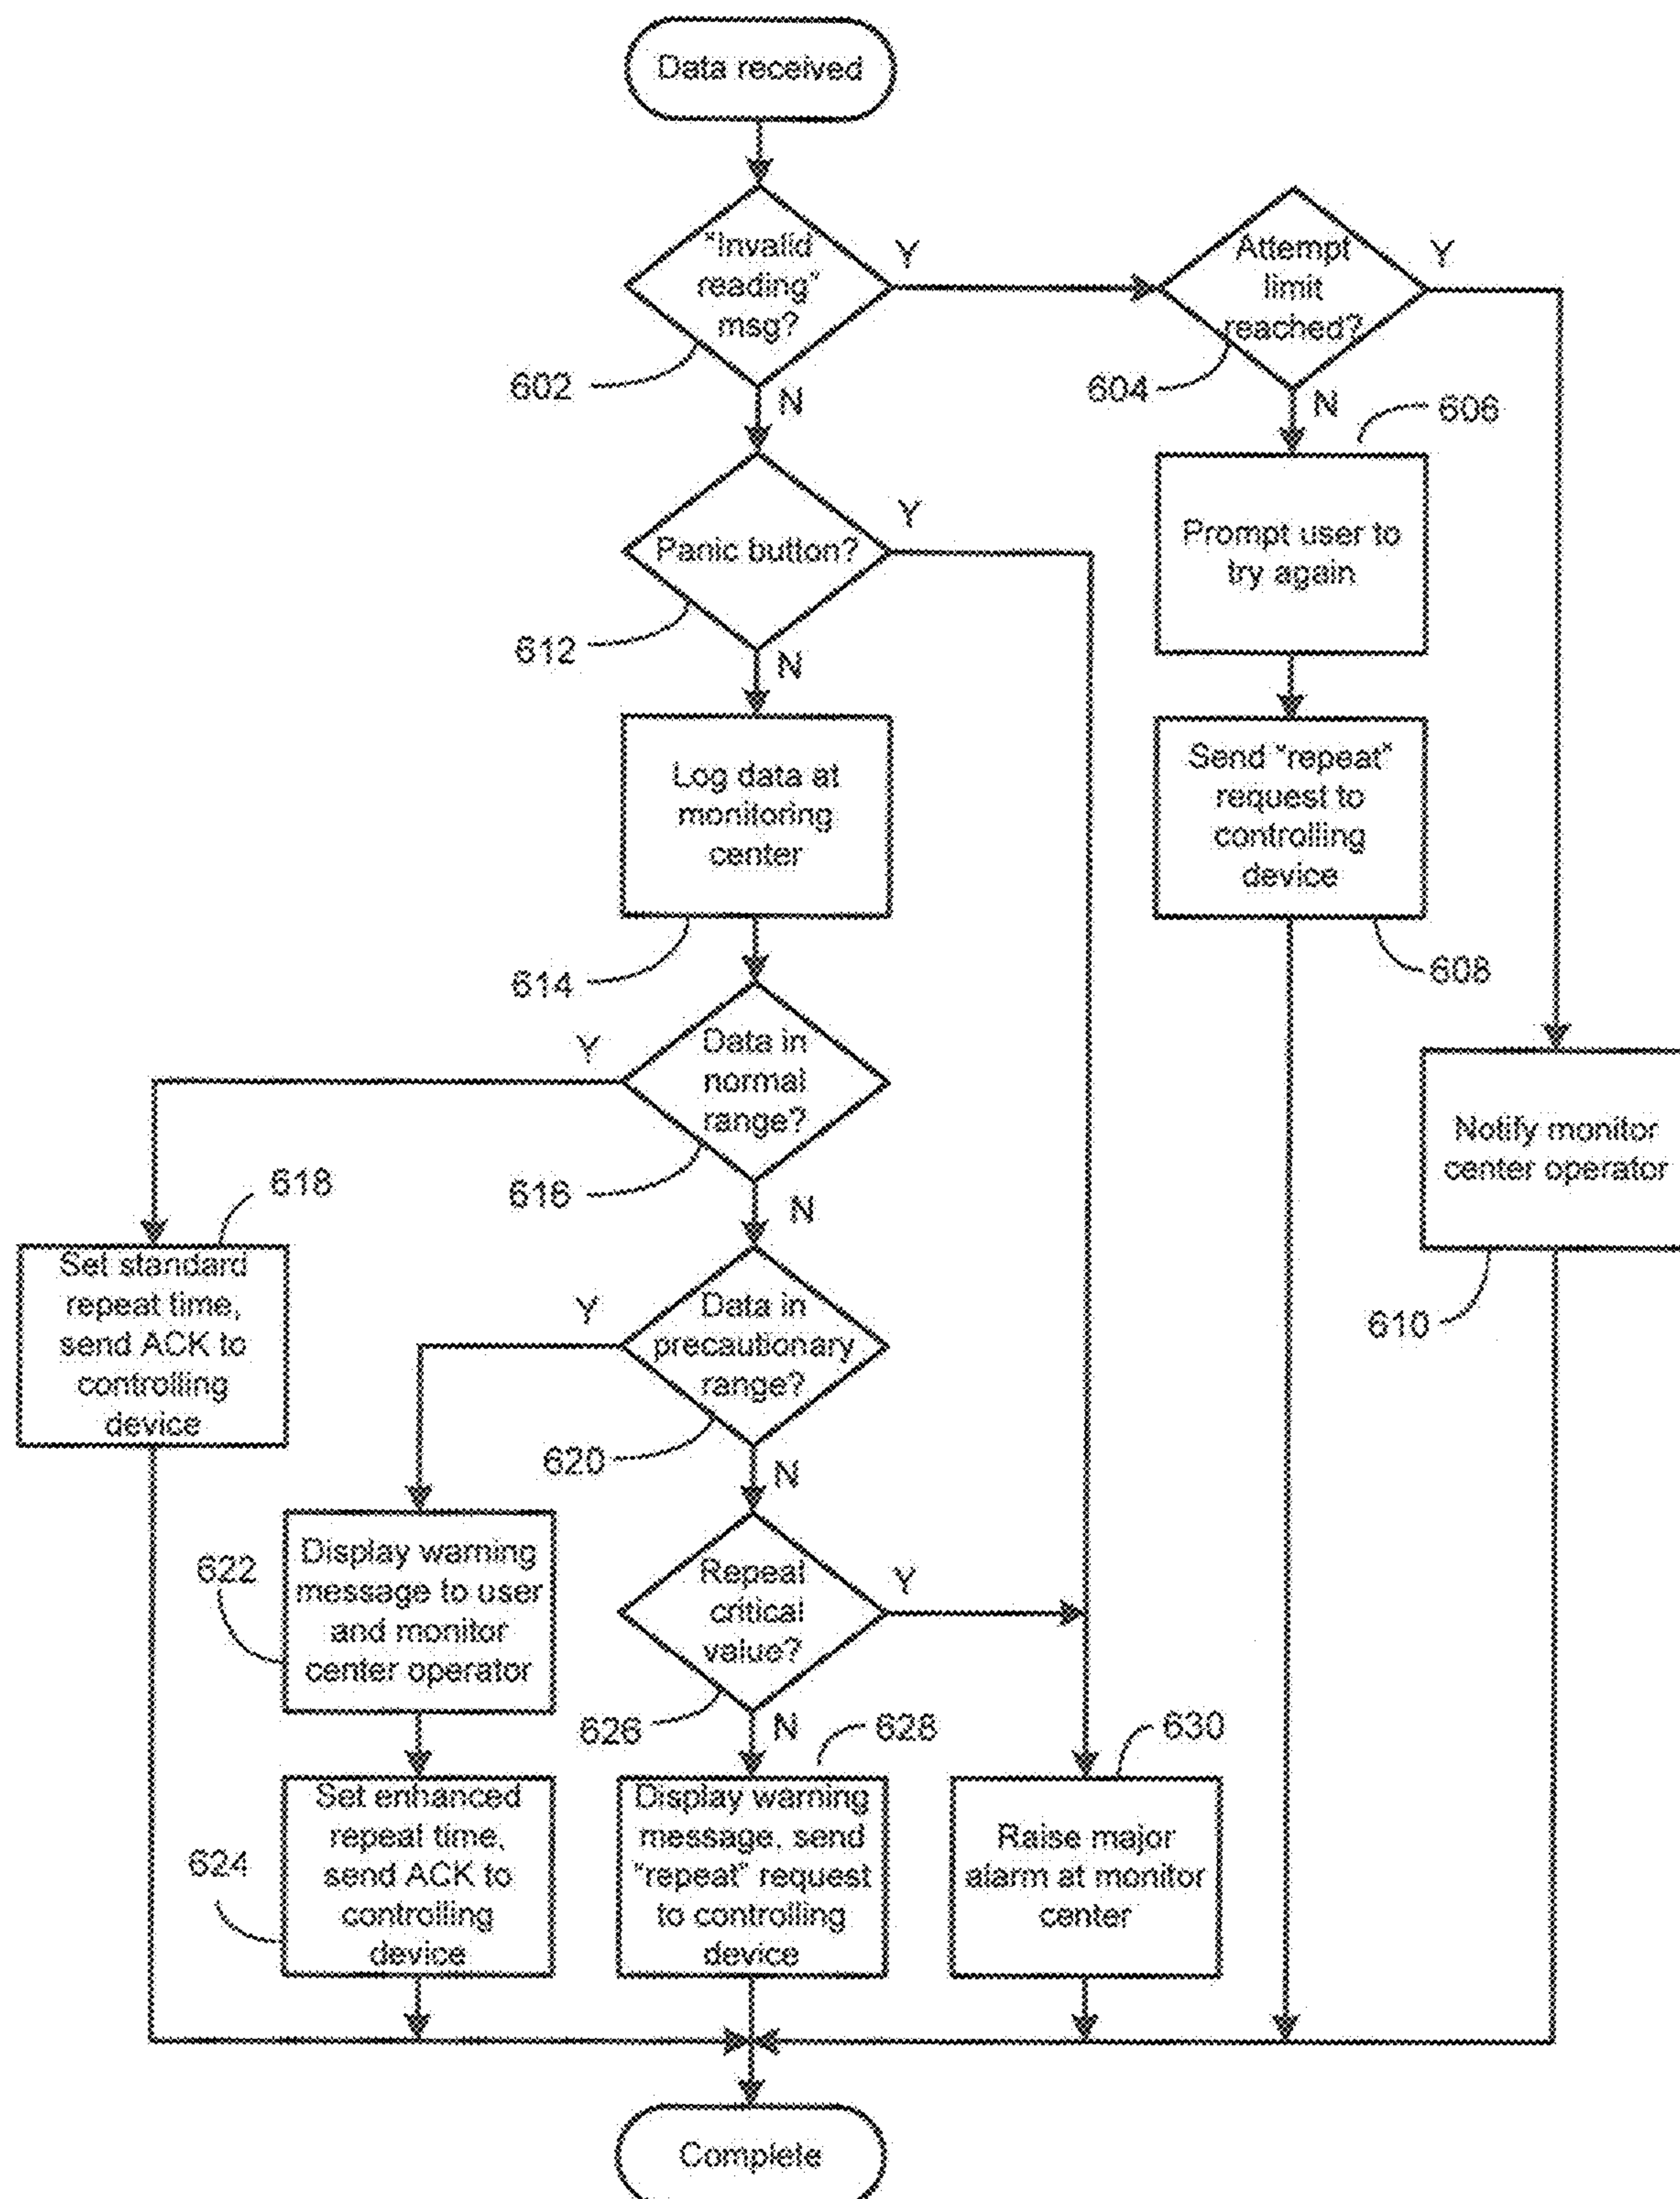 Data received
"Invalid
reading"
msg?
Y
602
N
Attempt
limit
reached?
Y
604
N
606
Prompt user to
try again
Send "repeat"
request to
controlling
device
608
Panic button?
Y
612
N
Log data at
monitoring
center
614
Data in
normal
range?
Y
616
N
Notify monitor
center operator
610
618
Set standard
repeat time,
send ACK to
controlling
device
Data in
precautionary
range?
Y
620
N
622
Display warning
message to user
and monitor
center operator
Repeat
critical
value?
Y
626
N
628
630
624
Set enhanced
repeat time,
send ACK to
controlling
device
Display warning
message, send
"repeat" request
to controlling
device
Raise major
alarm at monitor
center
Complete